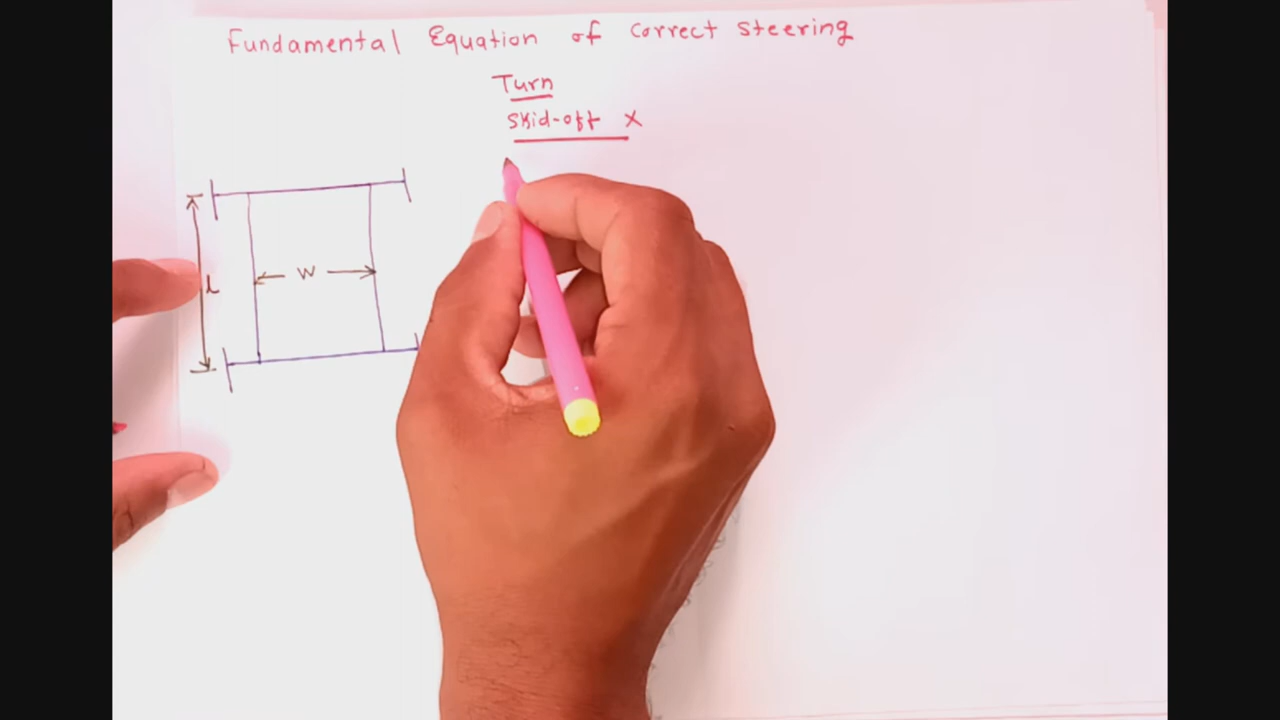 Fundamental Equation of correct steering
Turn
skid-off ×
w
l